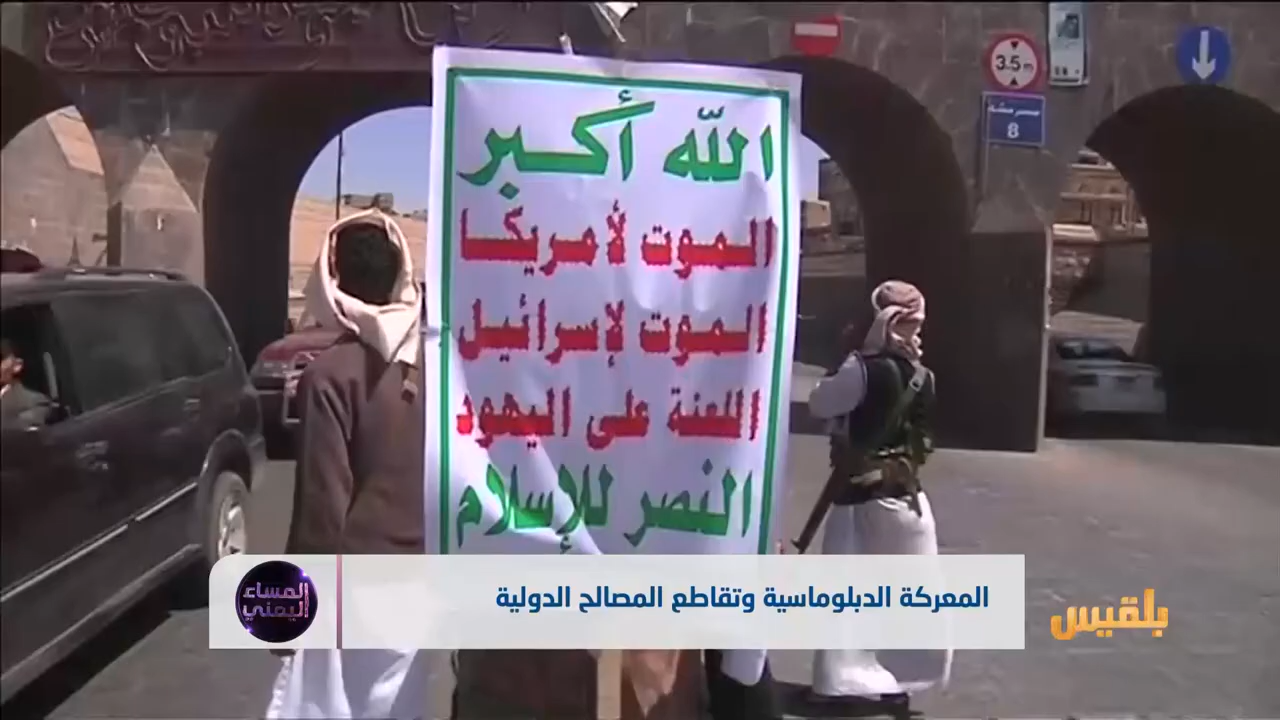 3.5m
8
الله أكبر
الموت لأمريكا
الموت لإسرائيل
اللعنة على اليهود
النصر للإسلام
المعركة الدبلوماسية وتقاطع المصالح الدولية
المساء
اليمني
بلقيس